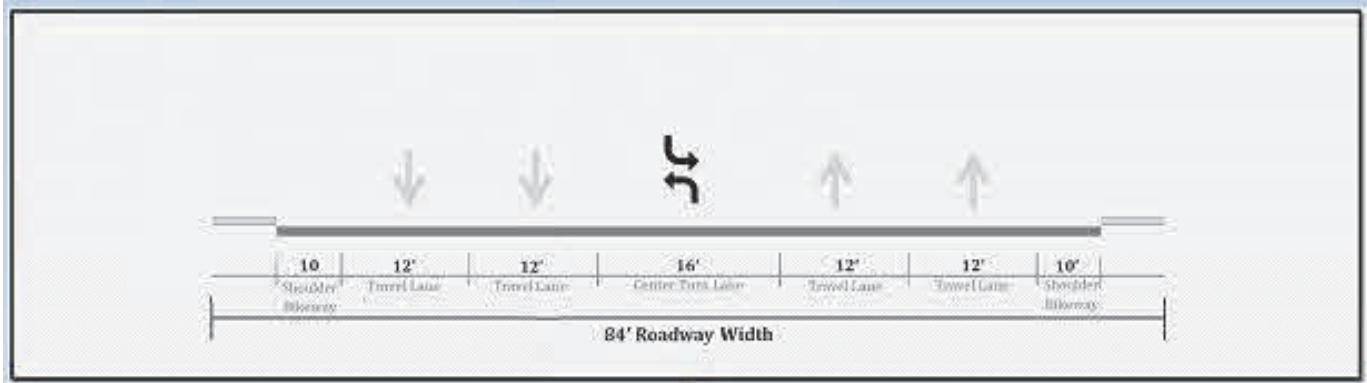 10 12' 12' 16' 12' 12' 10'
Shoulder Travel Lane Travel Lane Center Turn Lane Travel Lane Travel Lane Shoulder
Bikeway Bikeway
84' Roadway Width